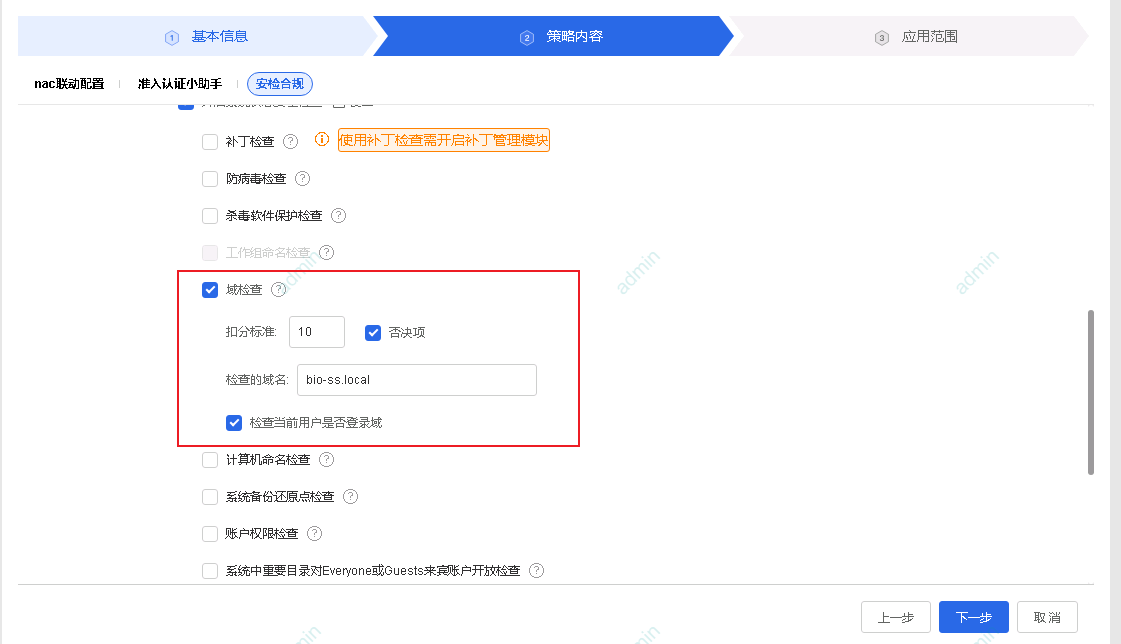 1 基本信息
2 策略内容
3 应用范围
nac联动配置
准入认证小助手
安检合规
补丁检查 ? 使用补丁检查需开启补丁管理模块
防病毒检查 ?
杀毒软件保护检查 ?
工作组命名检查 ?
admin
admin
admin
域检查 ?
扣分标准: 10 否决项
检查的域名: bio-ss.local
检查当前用户是否登录域
计算机命名检查 ?
系统备份还原点检查 ?
账户权限检查 ?
系统中重要目录对Everyone或Guests来宾账户开放检查 ?
上一步
下一步
取消